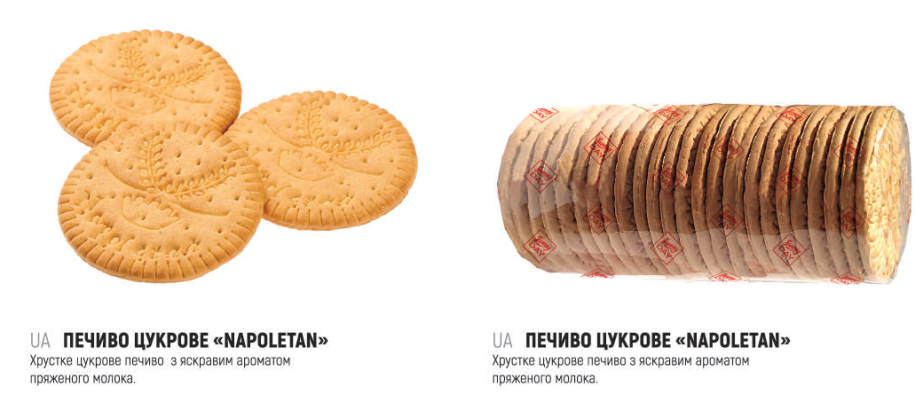 UA ПЕЧИВО ЦУКРОВЕ «NAPOLETAN»
Хрустке цукрове печиво з яскравим ароматом
пряженого молока.
UA ПЕЧИВО ЦУКРОВЕ «NAPOLETAN»
Хрустке цукрове печиво з яскравим ароматом
пряженого молока.